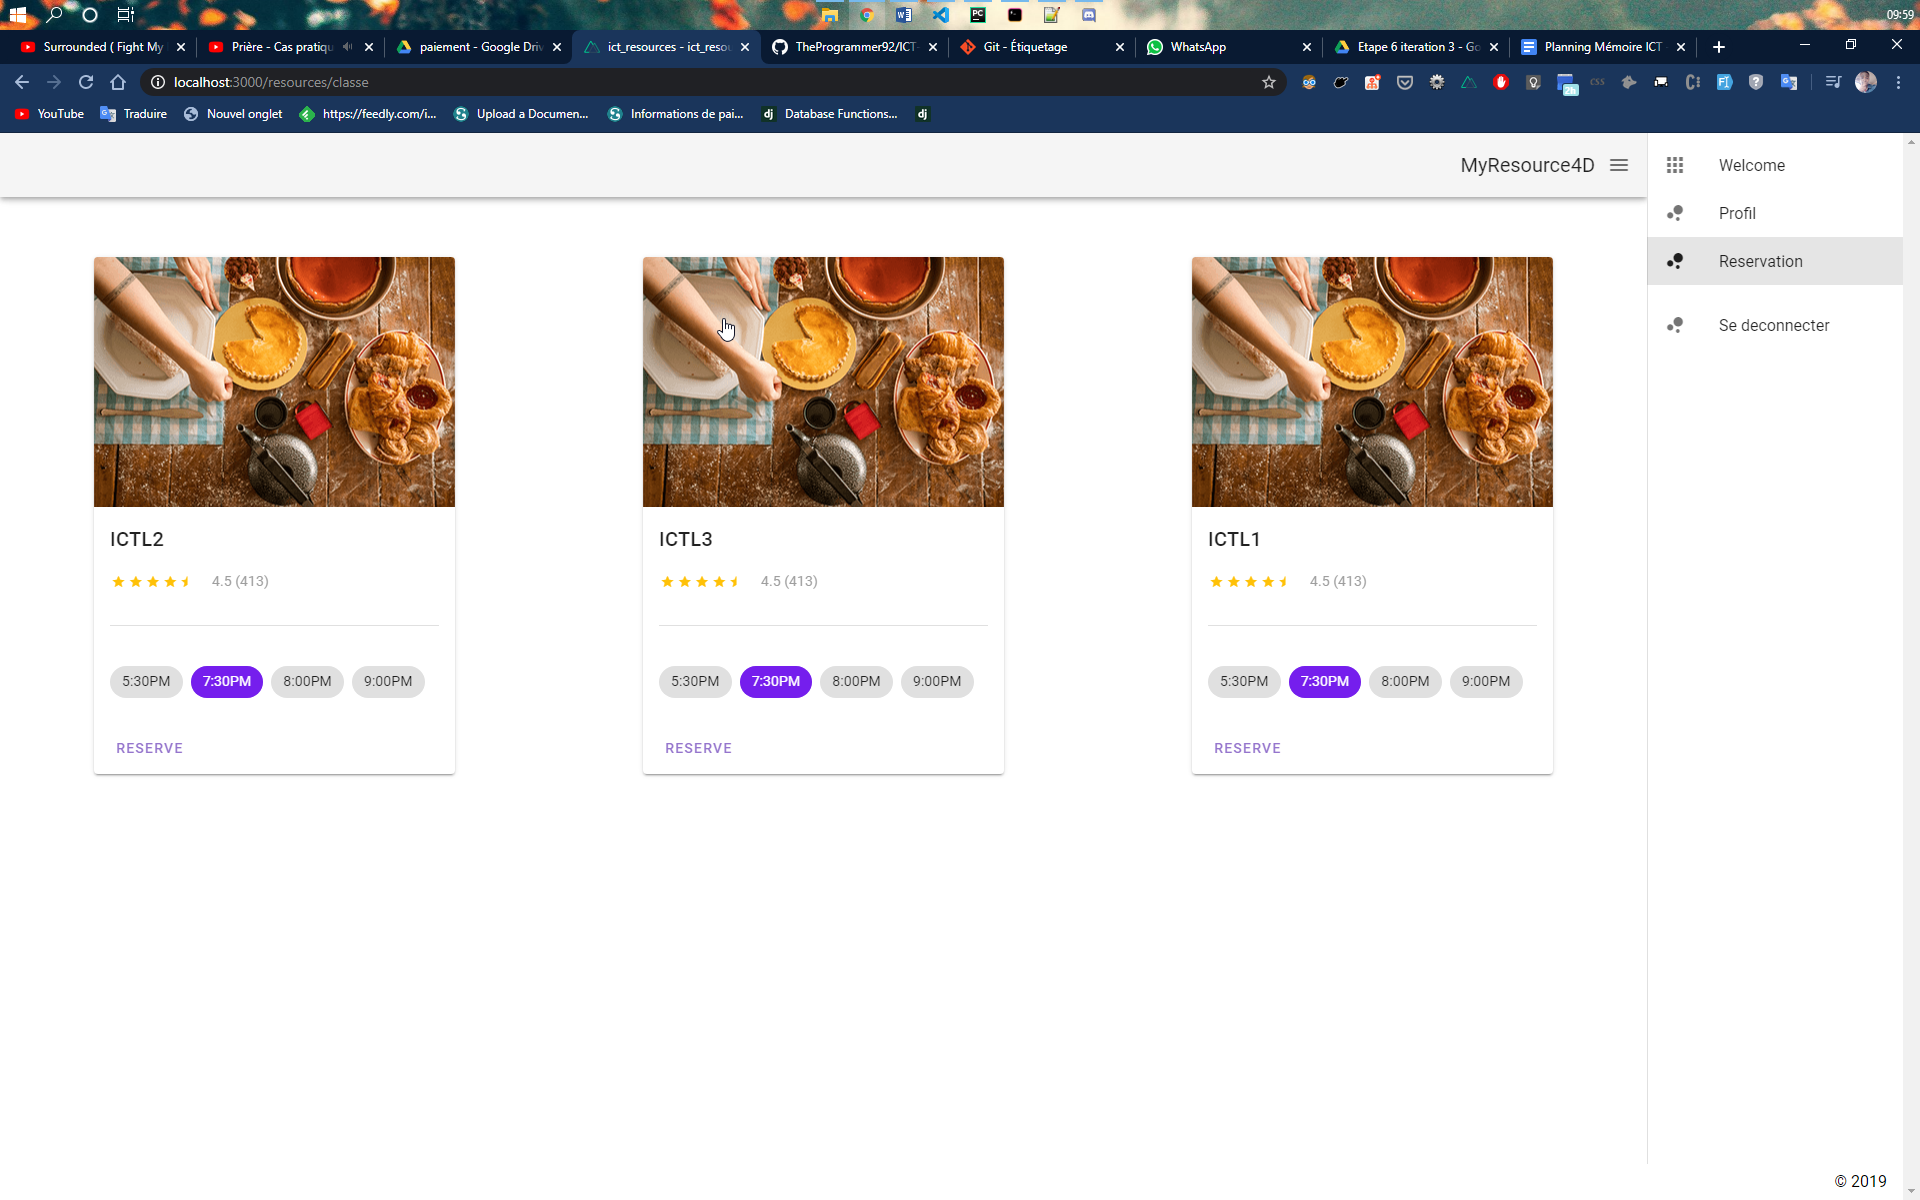 09:59
Surrounded ( Fight My
Prière - Cas pratiqu
paiement - Google Driv
ict_resources - ict_resou
TheProgrammer92/ICT-
Git - Étiquetage
WhatsApp
Etape 6 iteration 3 - Go
Planning Mémoire ICT
localhost:3000/resources/classe
YouTube
Traduire
Nouvel onglet
https://feedly.com/i...
Upload a Documen...
Informations de pai...
dj Database Functions...
dj
MyResource4D
Welcome
Profil
Reservation
Se deconnecter
ICTL2
4.5 (413)
5:30PM 7:30PM 8:00PM 9:00PM
RESERVE
ICTL3
4.5 (413)
5:30PM 7:30PM 8:00PM 9:00PM
RESERVE
ICTL1
4.5 (413)
5:30PM 7:30PM 8:00PM 9:00PM
RESERVE
© 2019